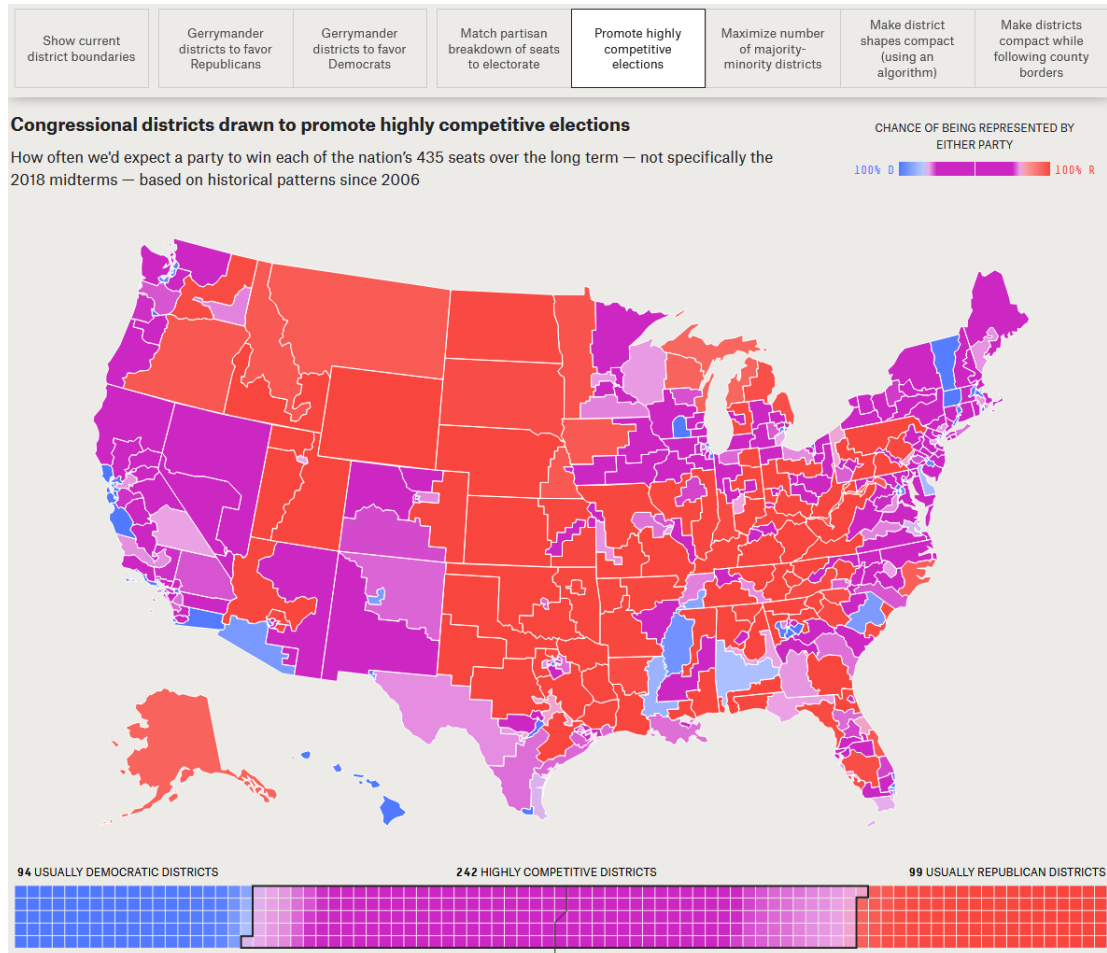 Show current
district boundaries
Gerrymander
districts to favor
Republicans
Gerrymander
districts to favor
Democrats
Match partisan
breakdown of seats
to electorate
Promote highly
competitive
elections
Maximize number
of majority-
minority districts
Make district
shapes compact
(using an
algorithm)
Make districts
compact while
following county
borders
Congressional districts drawn to promote highly competitive elections
How often we'd expect a party to win each of the nation's 435 seats over the long term — not specifically the
2018 midterms — based on historical patterns since 2006
CHANCE OF BEING REPRESENTED BY
EITHER PARTY
100% D 100% R
94 USUALLY DEMOCRATIC DISTRICTS
242 HIGHLY COMPETITIVE DISTRICTS
99 USUALLY REPUBLICAN DISTRICTS